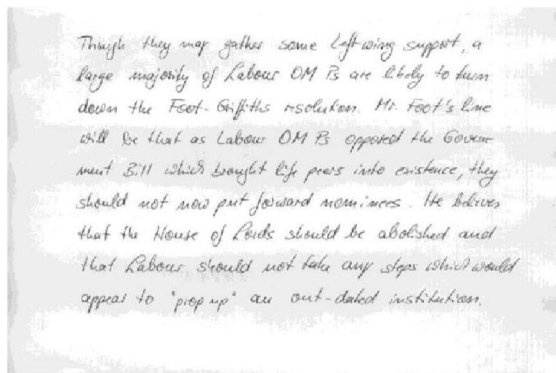 Though they may gather some Left wing support, a
large majority of Labour OM Ps are likely to turn
down the Foot-Griffiths resolution. Mr. Foot's line
will be that as Labour OM Ps opposed the Govern
ment Bill which brought life peers into existence, they
should not now put forward nominees. He believes
that the House of Lords should be abolished and
that Labour should not take any steps which would
appear to "prop up" an out-dated institution.